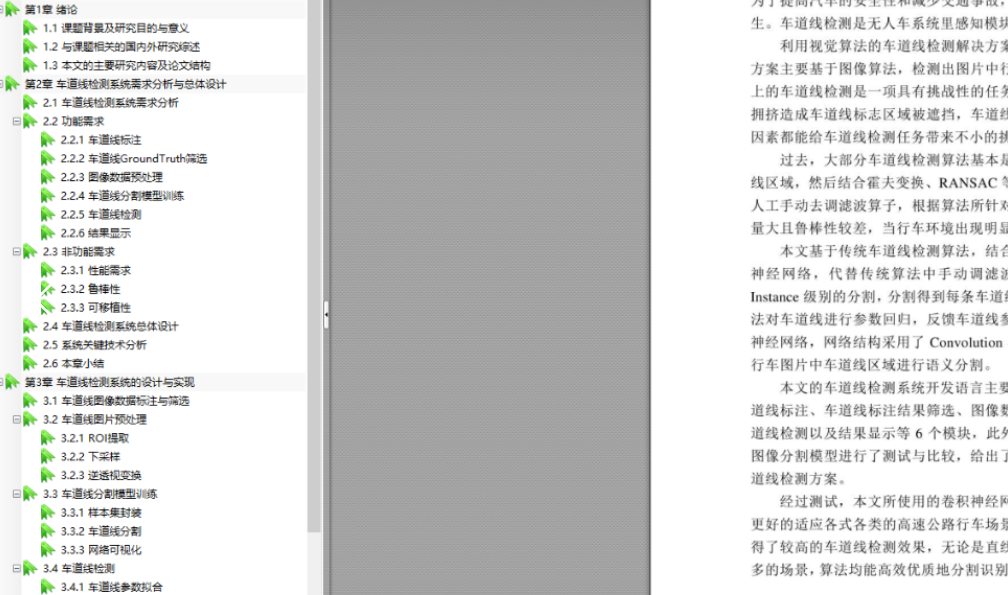 第1章 绪论
1.1 课题背景及研究目的与意义
1.2 与课题相关的国内外研究综述
1.3 本文的主要研究内容及论文结构
第2章 车道线检测系统需求分析与总体设计
2.1 车道线检测系统需求分析
2.2 功能需求
2.2.1 车道线标注
2.2.2 车道线GroundTruth筛选
2.2.3 图像数据预处理
2.2.4 车道线分割模型训练
2.2.5 车道线检测
2.2.6 结果显示
2.3 非功能需求
2.3.1 性能需求
2.3.2 鲁棒性
2.3.3 可移植性
2.4 车道线检测系统总体设计
2.5 系统关键技术分析
2.6 本章小结
第3章 车道线检测系统的设计与实现
3.1 车道线图像数据标注与筛选
3.2 车道线图片预处理
3.2.1 ROI提取
3.2.2 下采样
3.2.3 逆透视变换
3.3 车道线分割模型训练
3.3.1 样本集封装
3.3.2 车道线分割
3.3.3 网络可视化
3.4 车道线检测
3.4.1 车道线参数拟合
为了提高汽车的安全性和减少交通事故，
生。车道线检测是无人车系统里感知模块
利用视觉算法的车道线检测解决方案
方案主要基于图像算法，检测出图片中行
上的车道线检测是一项具有挑战性的任务
拥挤造成车道线标志区域被遮挡，车道线
因素都能给车道线检测任务带来不小的挑
过去，大部分车道线检测算法基本是
线区域，然后结合霍夫变换、RANSAC 等
人工手动去调滤波算子，根据算法所针对
量大且鲁棒性较差，当行车环境出现明显
本文基于传统车道线检测算法，结合
神经网络，代替传统算法中手动调滤波
Instance 级别的分割，分割得到每条车道线
法对车道线进行参数回归，反馈车道线参
神经网络，网络结构采用了 Convolution
行车图片中车道线区域进行语义分割。
本文的车道线检测系统开发语言主要
道线标注、车道线标注结果筛选、图像数
道线检测以及结果显示等 6 个模块，此外
图像分割模型进行了测试与比较，给出了
道线检测方案。
经过测试，本文所使用的卷积神经网
更好的适应各式各类的高速公路行车场景
得了较高的车道线检测效果，无论是直线
多的场景，算法均能高效优质地分割识别